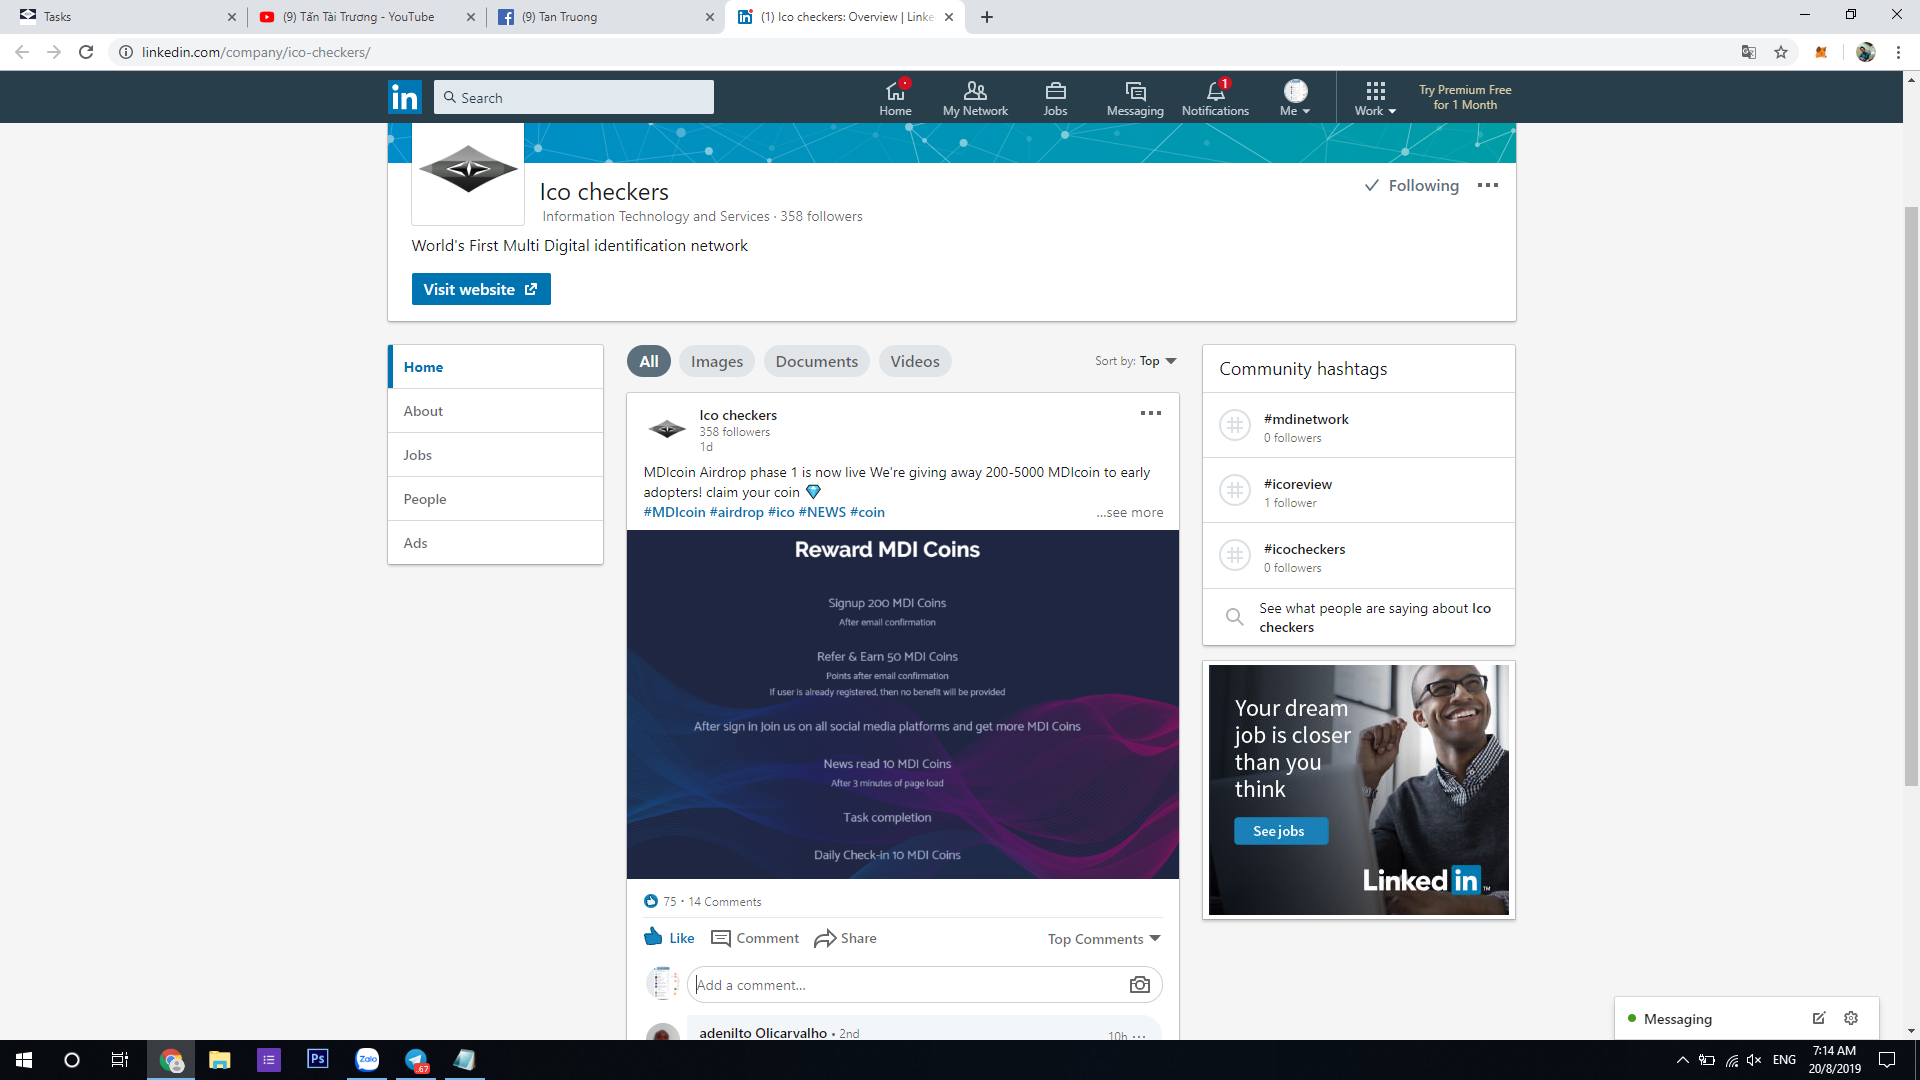 Tasks
(9) Tấn Tài Trương - YouTube
(9) Tan Truong
(1) Ico checkers: Overview | Linke
linkedin.com/company/ico-checkers/
in
Search
Home
My Network
Jobs
Messaging
1
Notifications
Me
Work
Try Premium Free
for 1 Month
Ico checkers
Information Technology and Services · 358 followers
World's First Multi Digital identification network
Visit website
Following
Home
About
Jobs
People
Ads
All
Images
Documents
Videos
Sort by: Top
Ico checkers
358 followers
1d
MDIcoin Airdrop phase 1 is now live We're giving away 200-5000 MDIcoin to early
adopters! claim your coin 💎
#MDIcoin #airdrop #ico #NEWS #coin
...see more
Reward MDI Coins
Signup 200 MDI Coins
After email confirmation
Refer & Earn 50 MDI Coins
Points after email confirmation
If user is already registered, then no benefit will be provided
After sign in Join us on all social media platforms and get more MDI Coins
News read 10 MDI Coins
After 3 minutes of page load
Task completion
Daily Check-in 10 MDI Coins
75 · 14 Comments
Like
Comment
Share
Top Comments
Add a comment...
adenilto Olicarvalho • 2nd
10h
Community hashtags
#mdinetwork
0 followers
#icoreview
1 follower
#icocheckers
0 followers
See what people are saying about Ico
checkers
Your dream
job is closer
than you
think
See jobs
Linked in ™
Messaging
Ps
Zalo
67
ENG
7:14 AM
20/8/2019